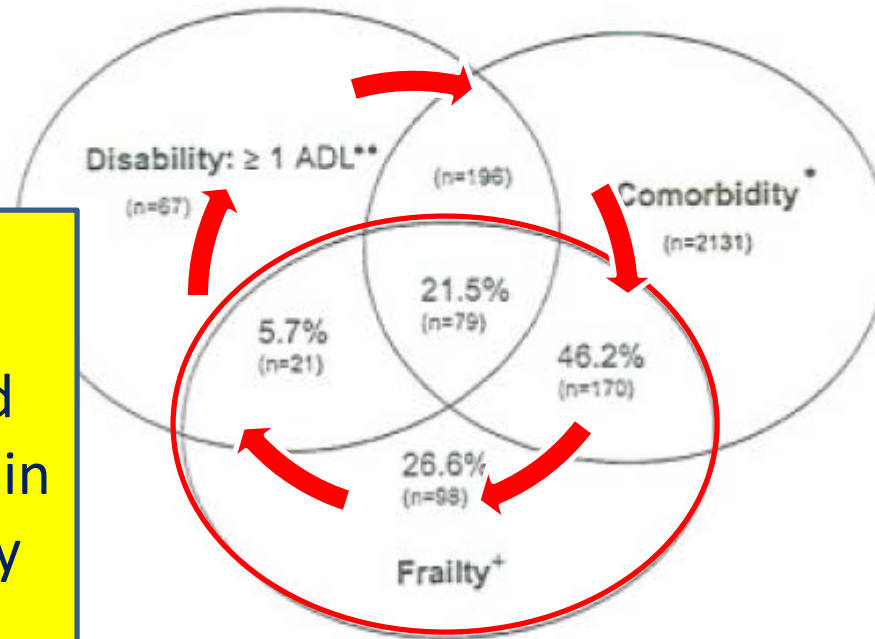 Disability: ≥ 1 ADL**
(n=67)
(n=196)
Comorbidity*
(n=2131)
21.5%
(n=79)
5.7%
(n=21)
46.2%
(n=170)
26.6%
(n=98)
Frailty+
in